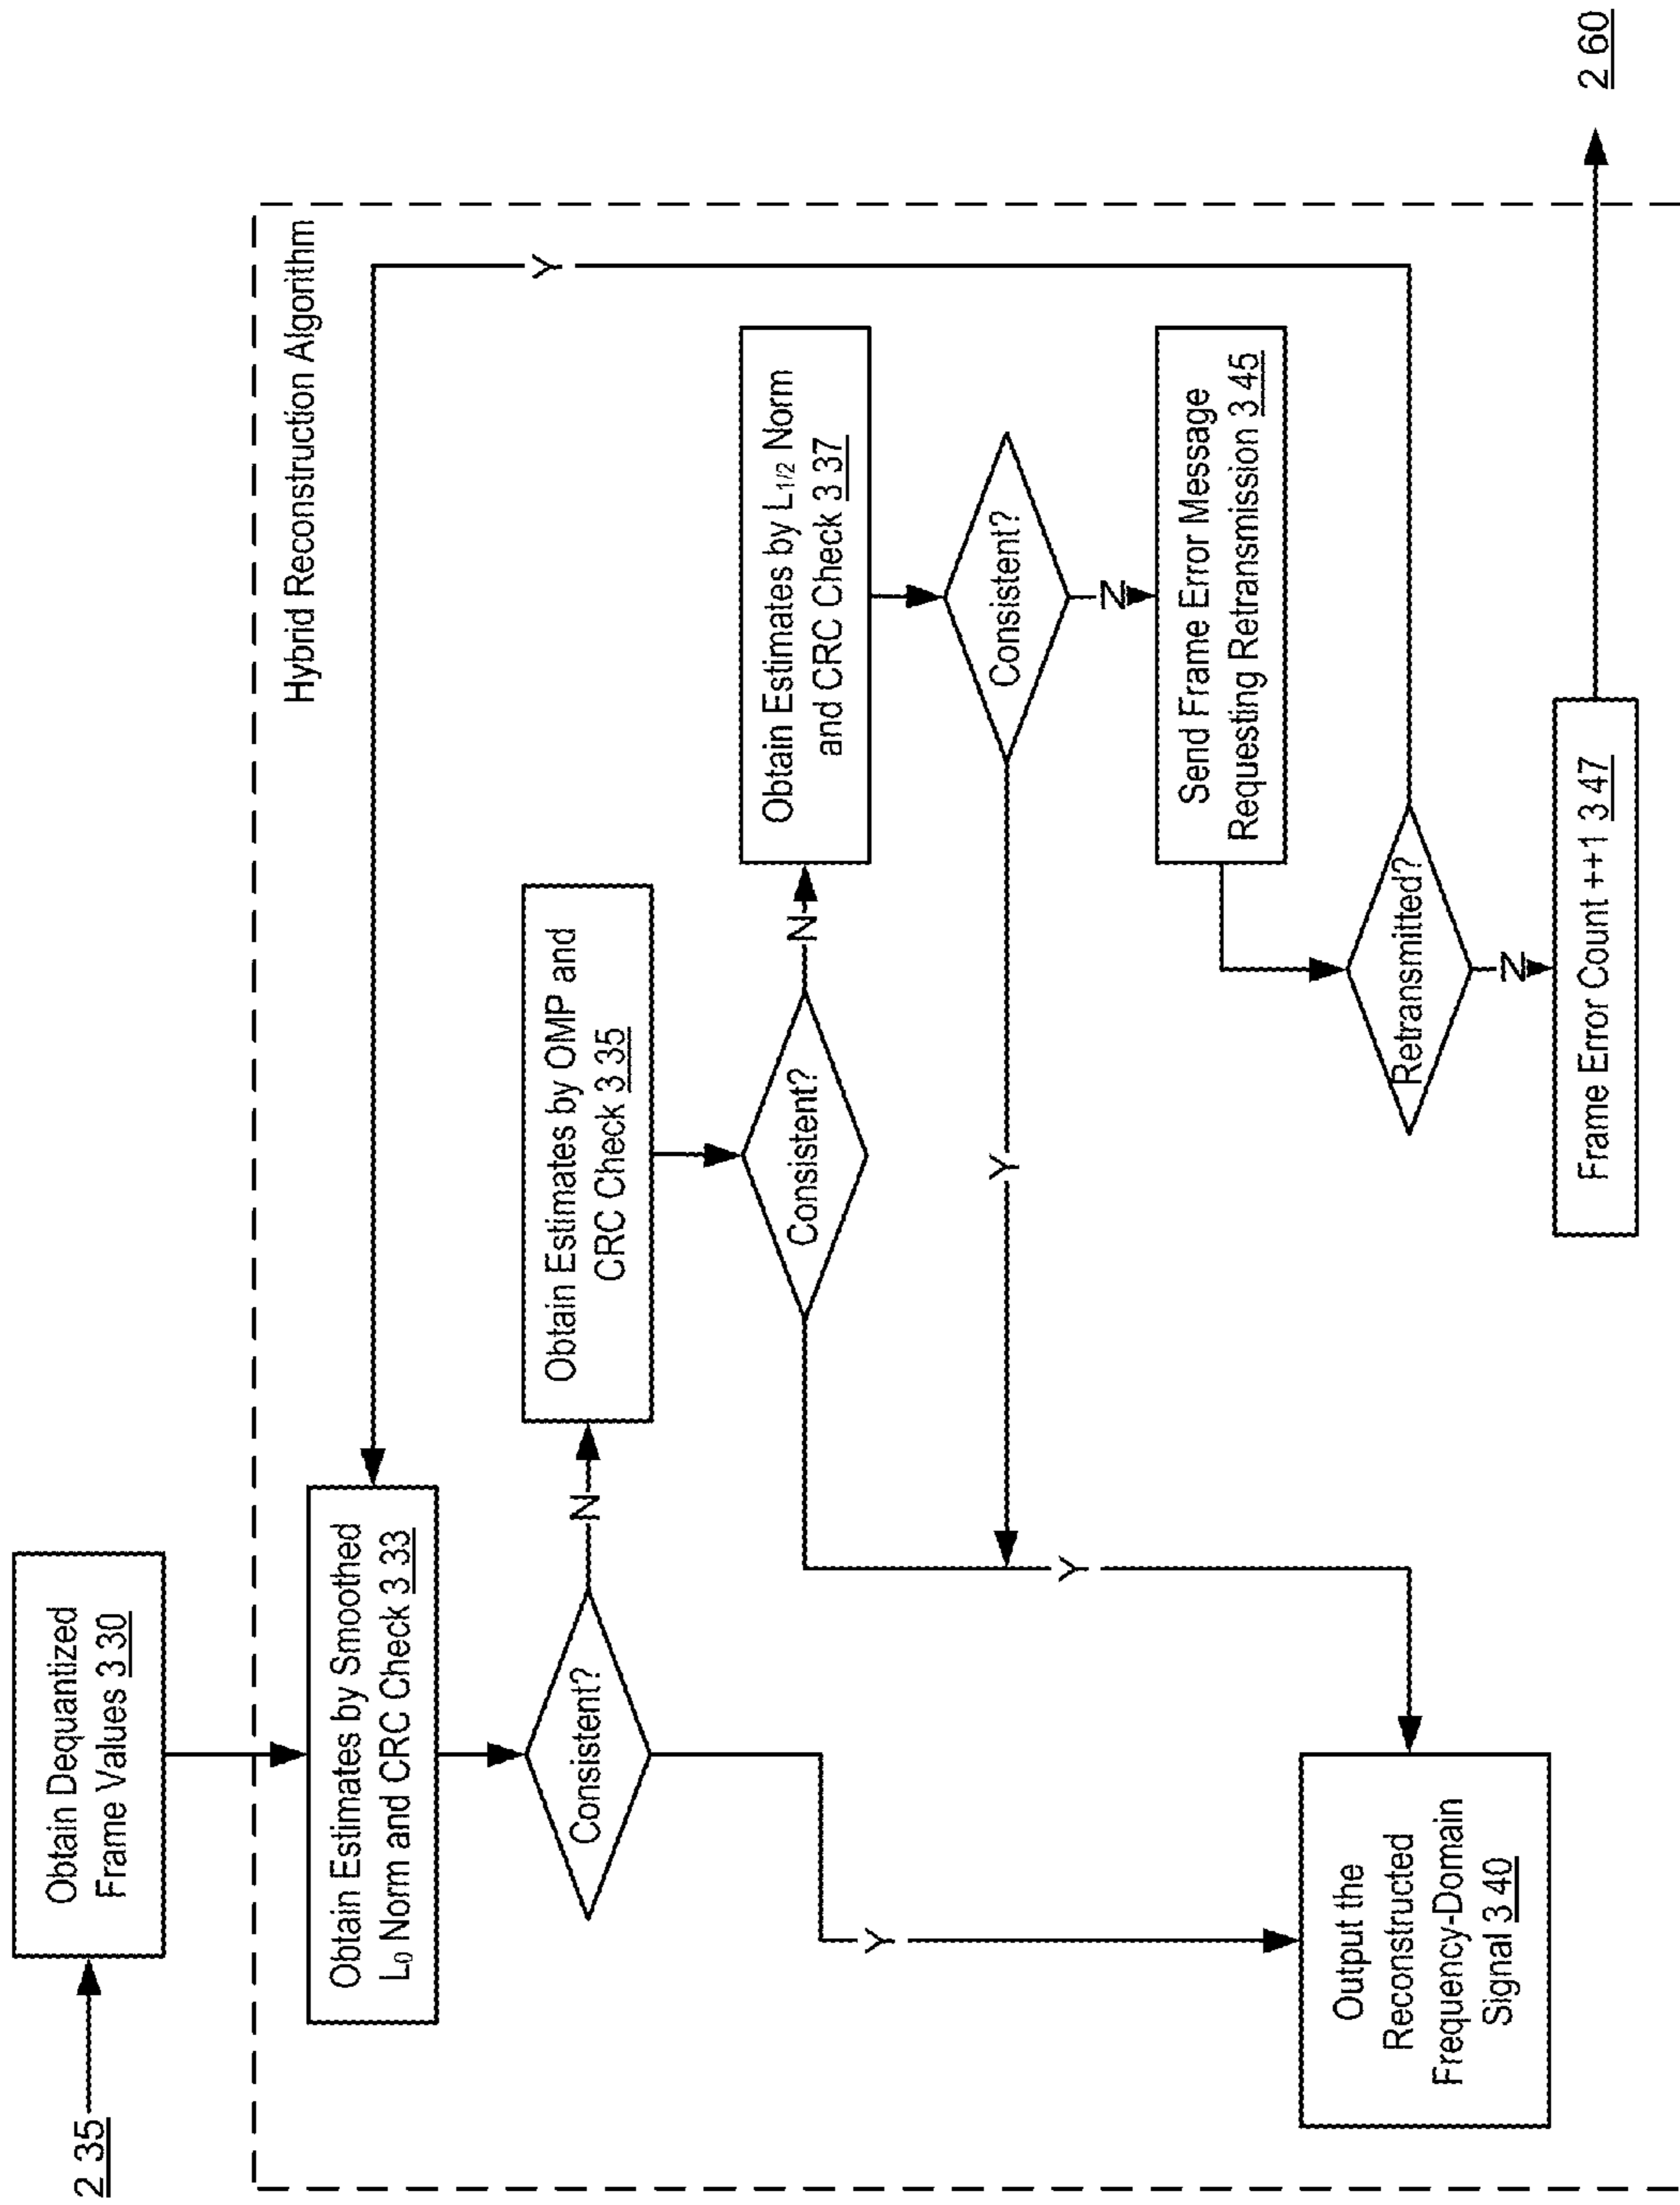 2 35
Obtain Dequantized
Frame Values 3 30
Hybrid Reconstruction Algorithm
Obtain Estimates by Smoothed
L0 Norm and CRC Check 3 33
Consistent?
N
Y
Obtain Estimates by OMP and
CRC Check 3 35
Consistent?
N
Y
Obtain Estimates by L1/2 Norm
and CRC Check 3 37
Consistent?
Y
N
Send Frame Error Message
Requesting Retransmission 3 45
Retransmitted?
Y
N
Frame Error Count ++1 3 47
2 60
Output the
Reconstructed
Frequency-Domain
Signal 3 40